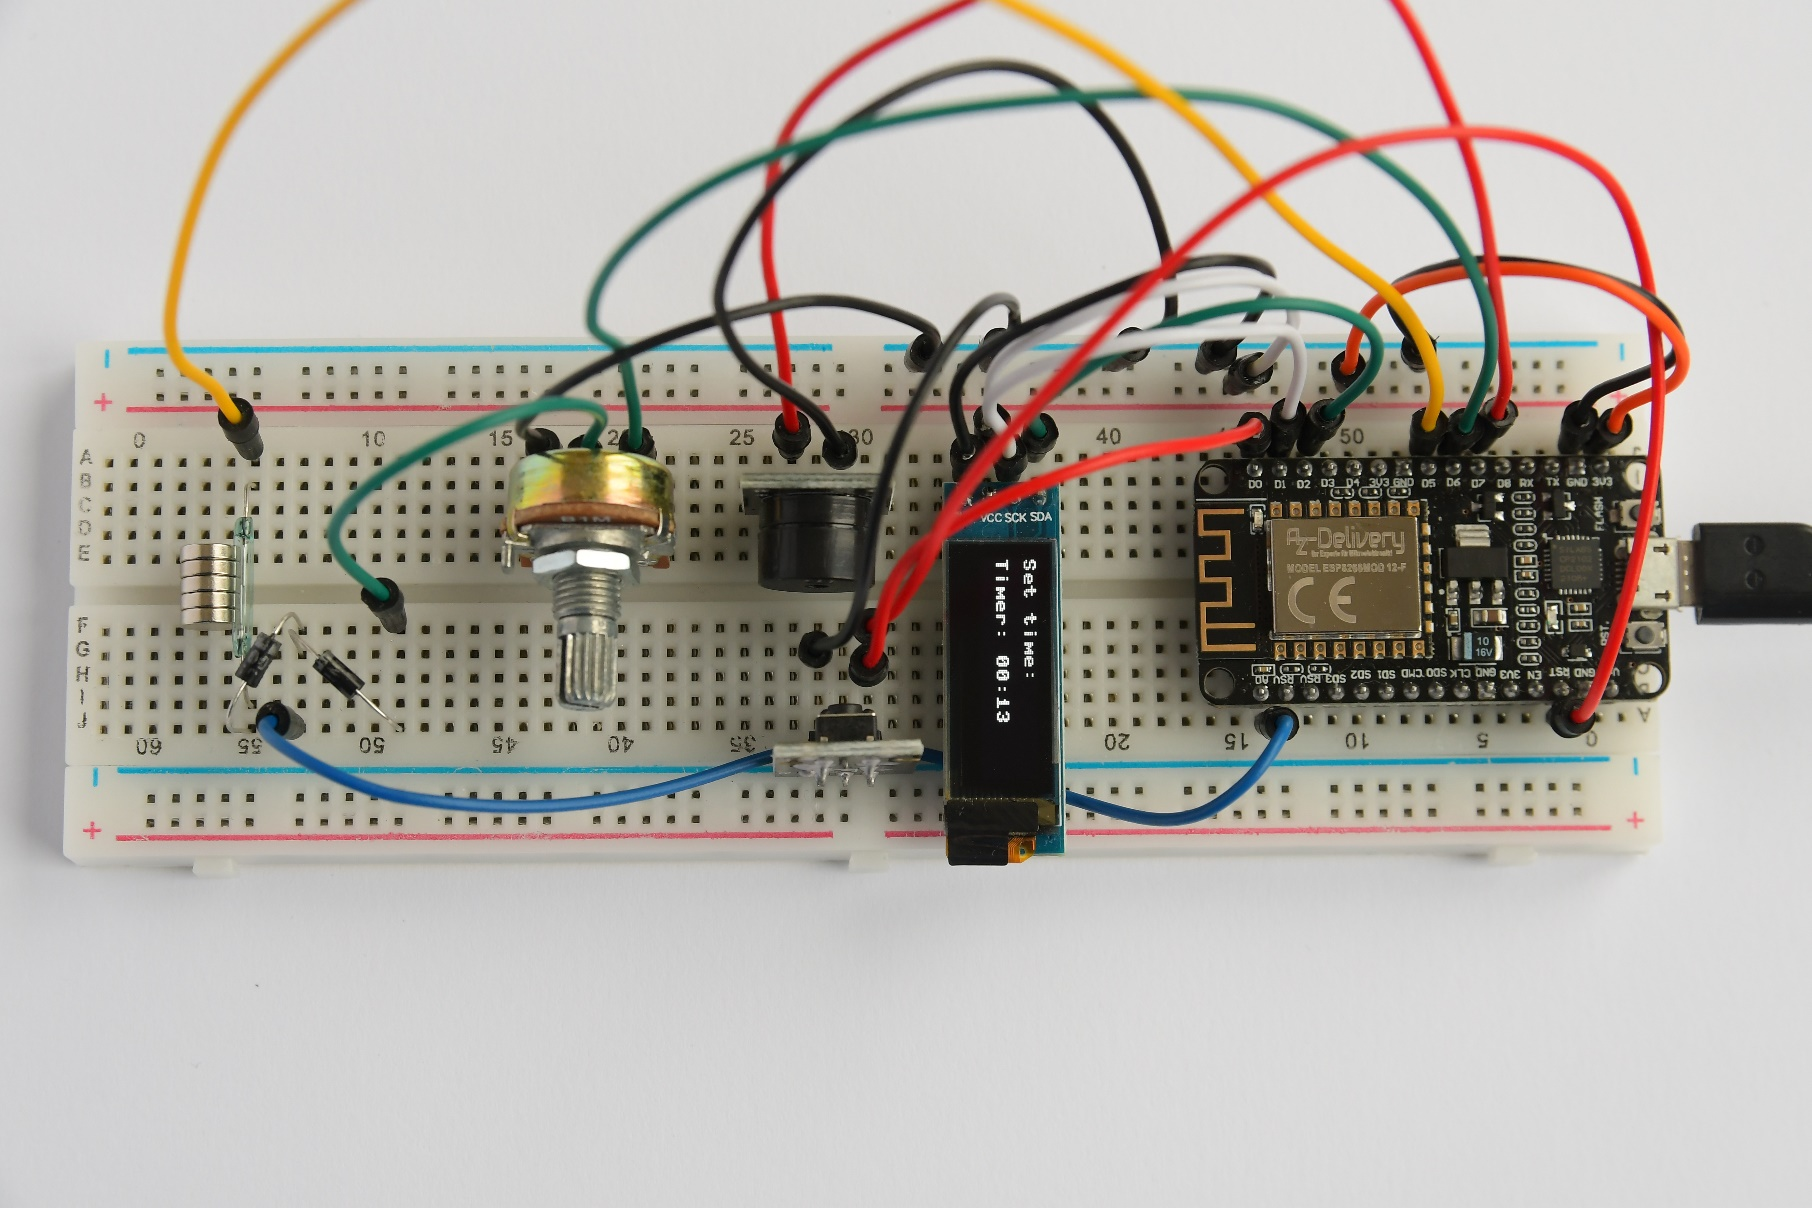 0 10 15 20 25 30 40 50
A
B
C
D
E
F
G
H
I
J
60 55 50 45 40 35 20 15 10 5 0
VCC SCK SDA
Set time:
Timer: 00:13
D0 D1 D2 D3 D4 3V3 GND D5 D6 D7 D8 RX TX GND 3V3
FLASH
AZ-Delivery
MODEL ESP8266MOD 12-F
CE
10
16V
RST
A0 RSV RSV SD3 SD2 SD1 CMD SD0 CLK GND 3V3 EN RST GND
A
B1M